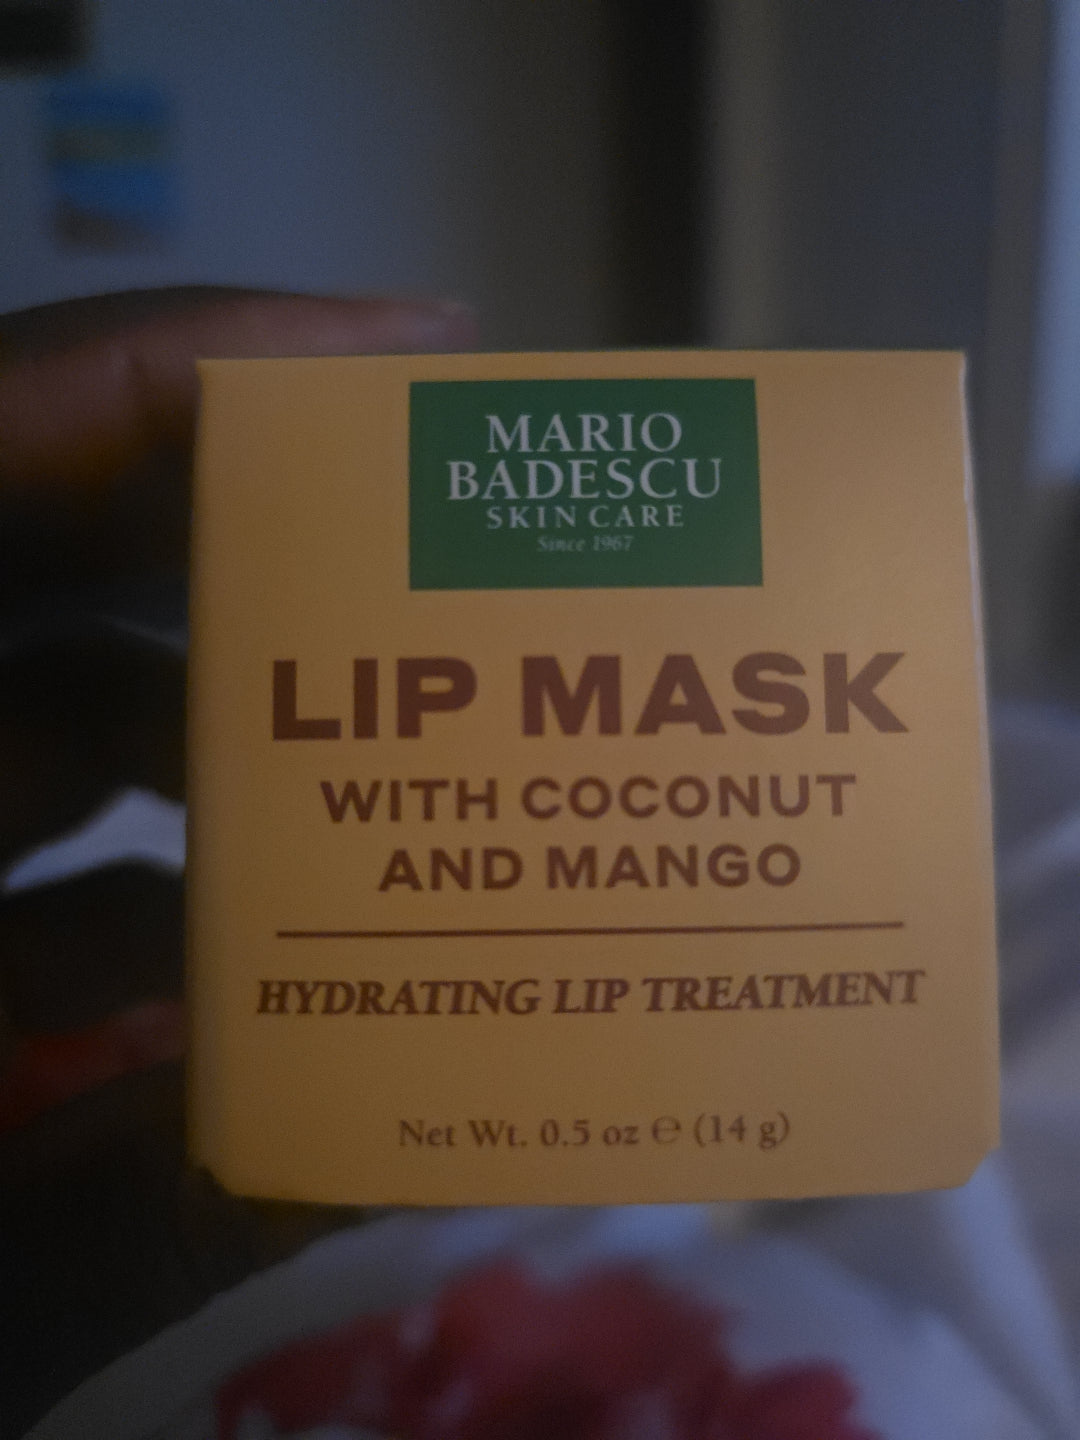 MARIO
BADESCU
SKIN CARE
Since 1967
LIP MASK
WITH COCONUT
AND MANGO
HYDRATING LIP TREATMENT
Net Wt. 0.5 oz ℮ (14 g)